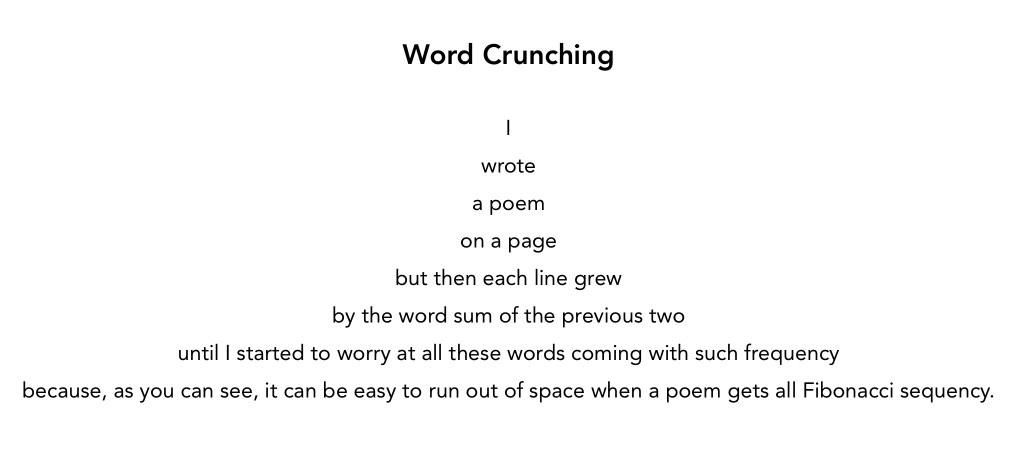 Word Crunching
I
wrote
a poem
on a page
but then each line grew
by the word sum of the previous two
until I started to worry at all these words coming with such frequency
because, as you can see, it can be easy to run out of space when a poem gets all Fibonacci sequency.